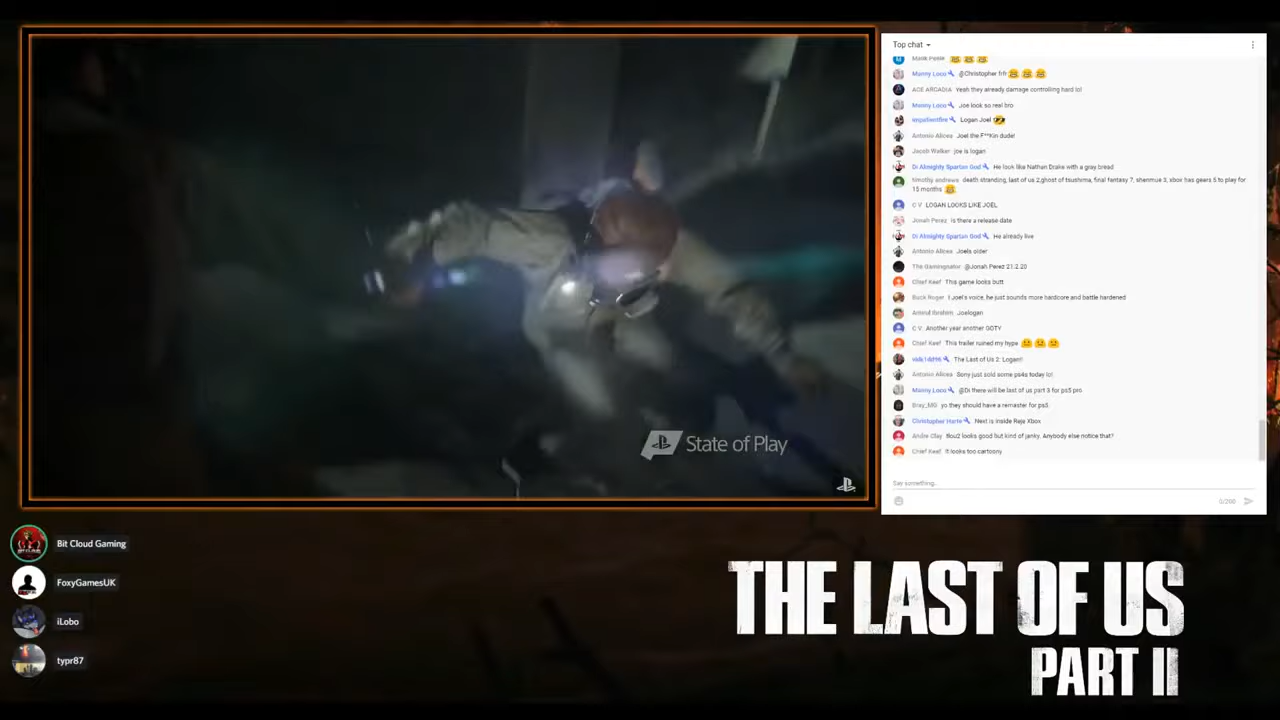 Top chat
Manny Loco @Christopher frfr
ACE ARCADIA Yeah they already damage controlling hard lol
Manny Loco Joe look so real bro
impatientfire Logan Joel
Antonio Alicea Joel the F**Kin dude!
Jacob Walker joe is logan
Di Almighty Spartan God He look like Nathan Drake with a gray bread
timothy andrews death stranding, last of us 2,ghost of tsushima, final fantasy 7, shenmue 3, xbox has gears 5 to play for
15 months
C V LOGAN LOOKS LIKE JOEL
Jonah Perez is there a release date
Di Almighty Spartan God He already live
Antonio Alicea Joels older
The Gamingnator @Jonah Perez 21.2.20
Chief Keef This game looks butt
Buck Roger I Joel's voice, he just sounds more hardcore and battle hardened
Amirul Ibrahim. Joelogan
C V Another year another GOTY
Chief Keef This trailer ruined my hype
The Last of Us 2: Logan!!
Antonio Alicea Sony just sold some ps4s today lol
Manny Loco @Di there will be last of us part 3 for ps5 pro
Bray_MG yo they should have a remaster for ps5.
Christopher Harte Next is Inside Reja Xbox
Andre Clay tlou2 looks good but kind of janky. Anybody else notice that?
Chief Keef It looks too cartoony
Say something...
0/200
State of Play
Bit Cloud Gaming
FoxyGamesUK
iLobo
typr87
THE LAST OF US
PART II